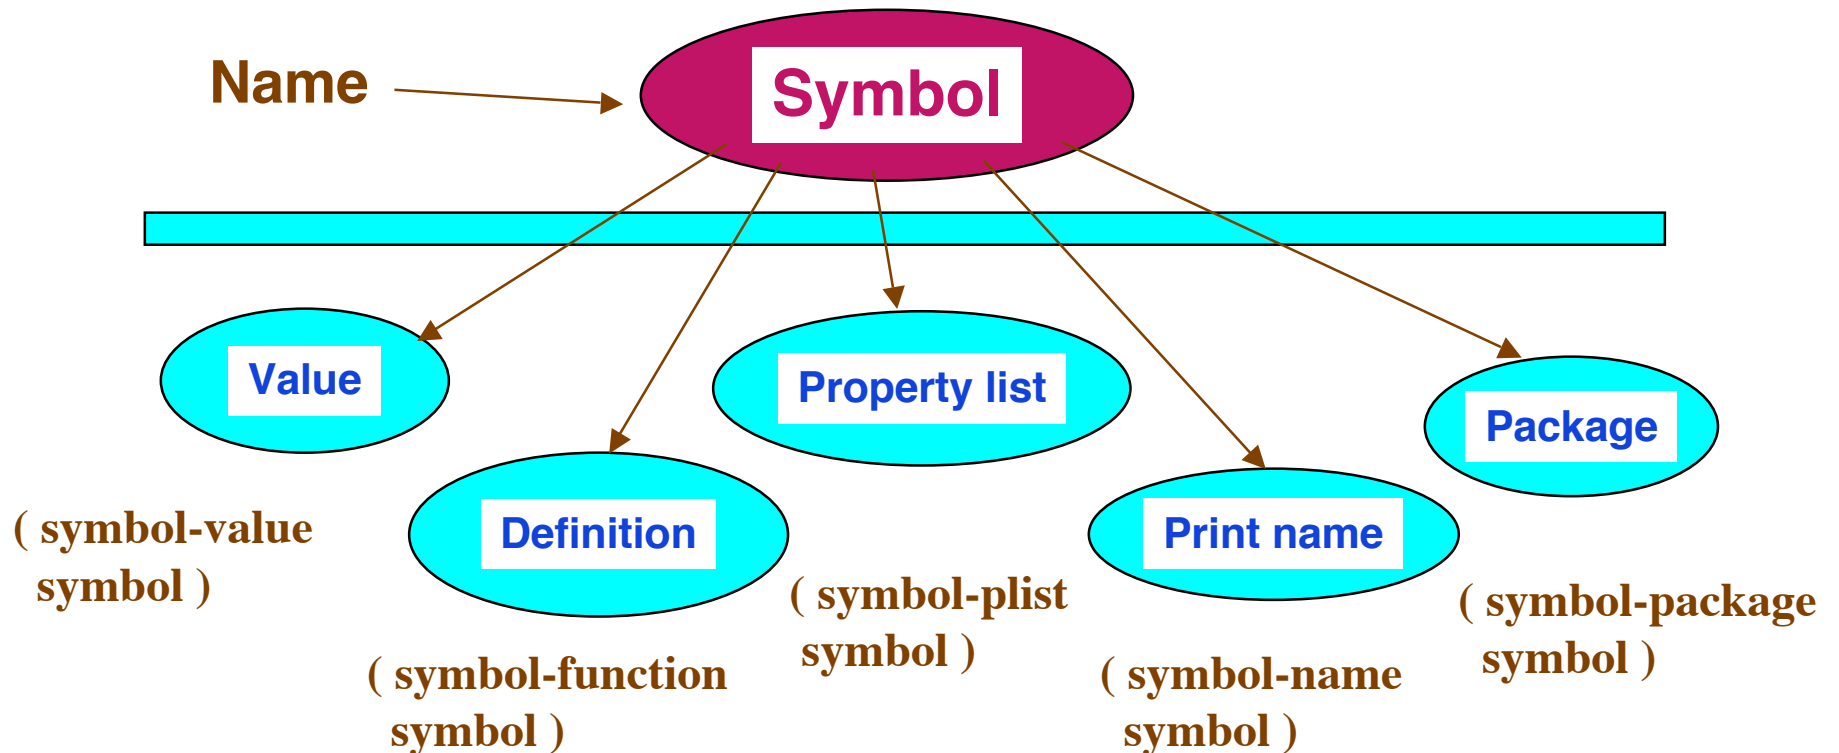 Name
Symbol
Value
Property list
Package
Definition
Print name
( symbol-value
symbol )
( symbol-function
symbol )
( symbol-plist
symbol )
( symbol-name
symbol )
( symbol-package
symbol )